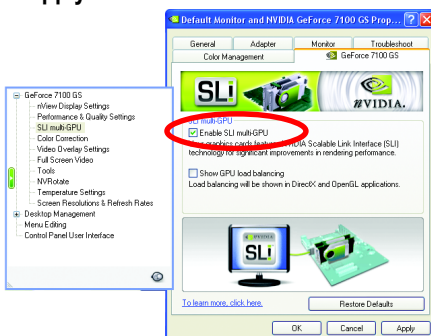 Default Monitor and NVIDIA GeForce 7100 GS Prop...
General Adapter Monitor Troubleshoot
Color Management GeForce 7100 GS
SLI
NVIDIA.
SLI multi-GPU
Enable SLI multi-GPU
Your graphics cards feature NVIDIA Scalable Link Interface (SLI)
technology for significant improvements in rendering performance.
Show GPU load balancing
Load balancing will be shown in DirectX and OpenGL applications.
NVIDIA
SLI
To learn more, click here.
Restore Defaults
OK Cancel Apply
GeForce 7100 GS
nView Display Settings
Performance & Quality Settings
SLI multi-GPU
Color Correction
Video Overlay Settings
Full Screen Video
Tools
NVRotate
Temperature Settings
Screen Resolutions & Refresh Rates
Desktop Management
Menu Editing
Control Panel User Interface